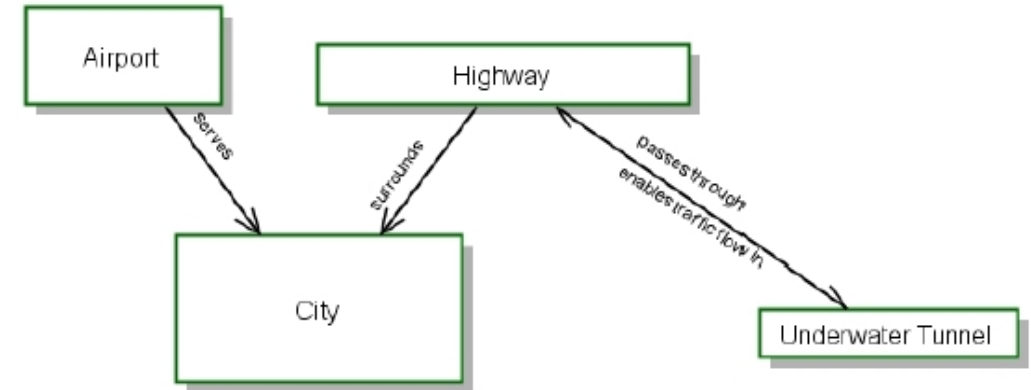 Airport
Highway
serves
surrounds
passes through
enables traffic flow in
City
Underwater Tunnel